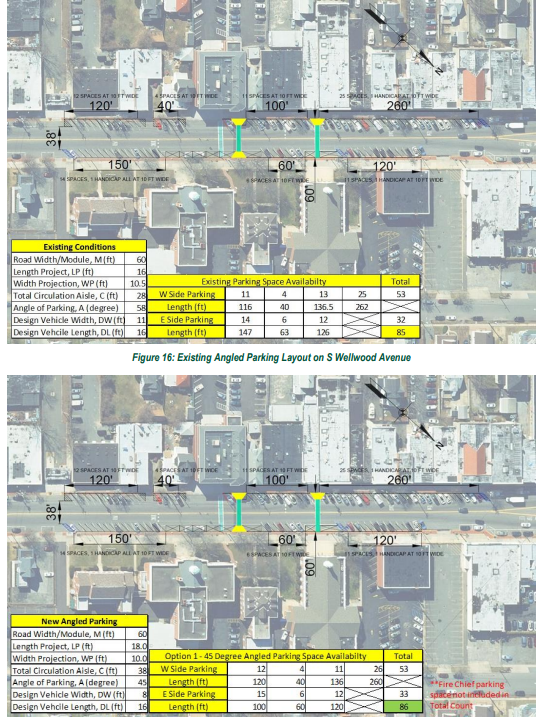 N
12 SPACES AT 10 FT WIDE
4 SPACES AT 10 FT WIDE
11 SPACES AT 10 FT WIDE
25 SPACES, 1 HANDICAP AT 10 FT WIDE
120'
40'
100'
260'
38'
150'
60'
120'
14 SPACES, 1 HANDICAP ALL AT 10 FT WIDE
6 SPACES AT 10 FT WIDE
11 SPACES, 1 HANDICAP AT 10 FT WIDE
60'
Existing Conditions
Road Width/Module, M (ft) 60
Length Project, LP (ft) 16
Width Projection, WP (ft) 10.5
Total Circulation Aisle, C (ft) 28
Angle of Parking, A (degree) 58
Design Vehicle Width, DW (ft) 11
Design Vehcile Length, DL (ft) 16
Existing Parking Space Availabilty Total
W Side Parking 11 4 13 25 53
Length (ft) 116 40 136.5 262
E Side Parking 14 6 12 32
Length (ft) 147 63 126 85
Figure 16: Existing Angled Parking Layout on S Wellwood Avenue
N
12 SPACES AT 10 FT WIDE
4 SPACES AT 10 FT WIDE
11 SPACES AT 10 FT WIDE
25 SPACES, 1 HANDICAP AT 10 FT WIDE
120'
40'
100'
260'
38'
150'
60'
120'
14 SPACES, 1 HANDICAP ALL AT 10 FT WIDE
6 SPACES AT 10 FT WIDE
11 SPACES, 1 HANDICAP AT 10 FT WIDE
60'
New Angled Parking
Road Width/Module, M (ft) 60
Length Project, LP (ft) 18.0
Width Projection, WP (ft) 10.0
Total Circulation Aisle, C (ft) 38
Angle of Parking, A (degree) 45
Design Vechicle Width, DW (ft) 8
Design Vehicle Length, DL (ft) 16
Option 1 - 45 Degree Angled Parking Space Availabilty Total
W Side Parking 12 4 11 26 53
Length (ft) 120 40 136 260
E Side Parking 15 6 12 33
Length (ft) 100 60 120 86
**Fire Chief parking
space not included in
Total Count